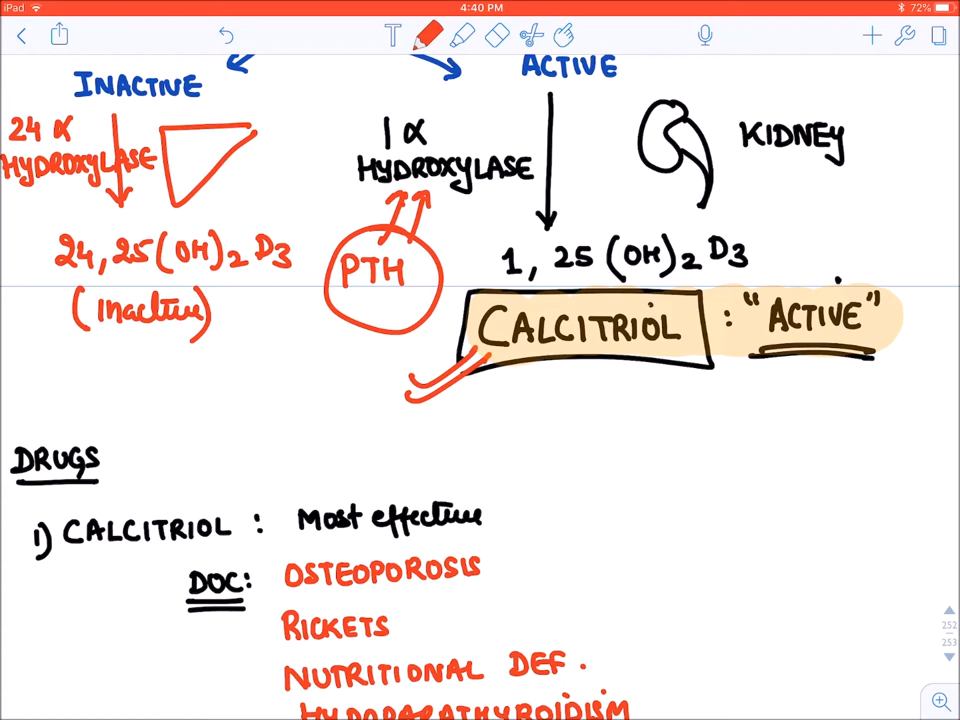 iPad 4:40 PM 72%
T
INACTIVE ACTIVE
24 α
HYDROXYLASE
1 α
HYDROXYLASE
KIDNEY
24, 25 (OH)2 D3
(Inactive)
PTH
1, 25 (OH)2 D3
CALCITRIOL : "ACTIVE"
DRUGS
1) CALCITRIOL : Most effective
DOC: OSTEOPOROSIS
RICKETS
NUTRITIONAL DEF.
HYPOPARATHYROIDISM
252
253